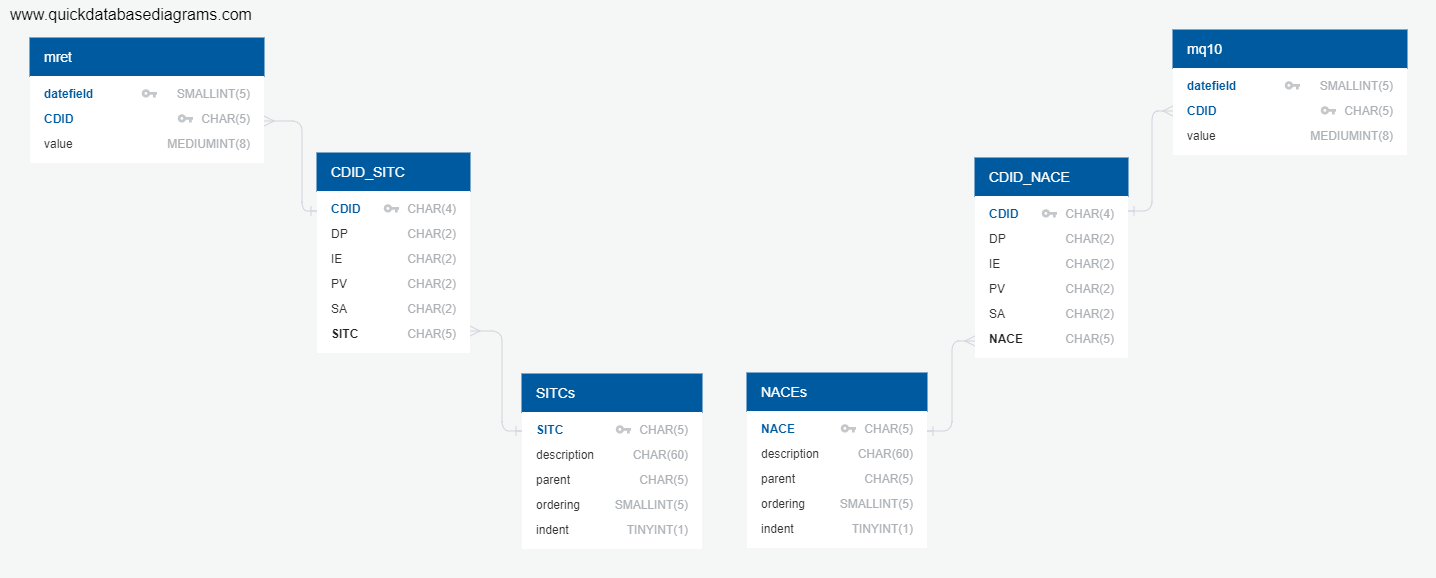 www.quickdatabasediagrams.com
mret
datefield SMALLINT(5)
CDID CHAR(5)
value MEDIUMINT(8)
CDID_SITC
CDID CHAR(4)
DP CHAR(2)
IE CHAR(2)
PV CHAR(2)
SA CHAR(2)
SITC CHAR(5)
SITCs
SITC CHAR(5)
description CHAR(60)
parent CHAR(5)
ordering SMALLINT(5)
indent TINYINT(1)
NACEs
NACE CHAR(5)
description CHAR(60)
parent CHAR(5)
ordering SMALLINT(5)
indent TINYINT(1)
CDID_NACE
CDID CHAR(4)
DP CHAR(2)
IE CHAR(2)
PV CHAR(2)
SA CHAR(2)
NACE CHAR(5)
mq10
datefield SMALLINT(5)
CDID CHAR(5)
value MEDIUMINT(8)